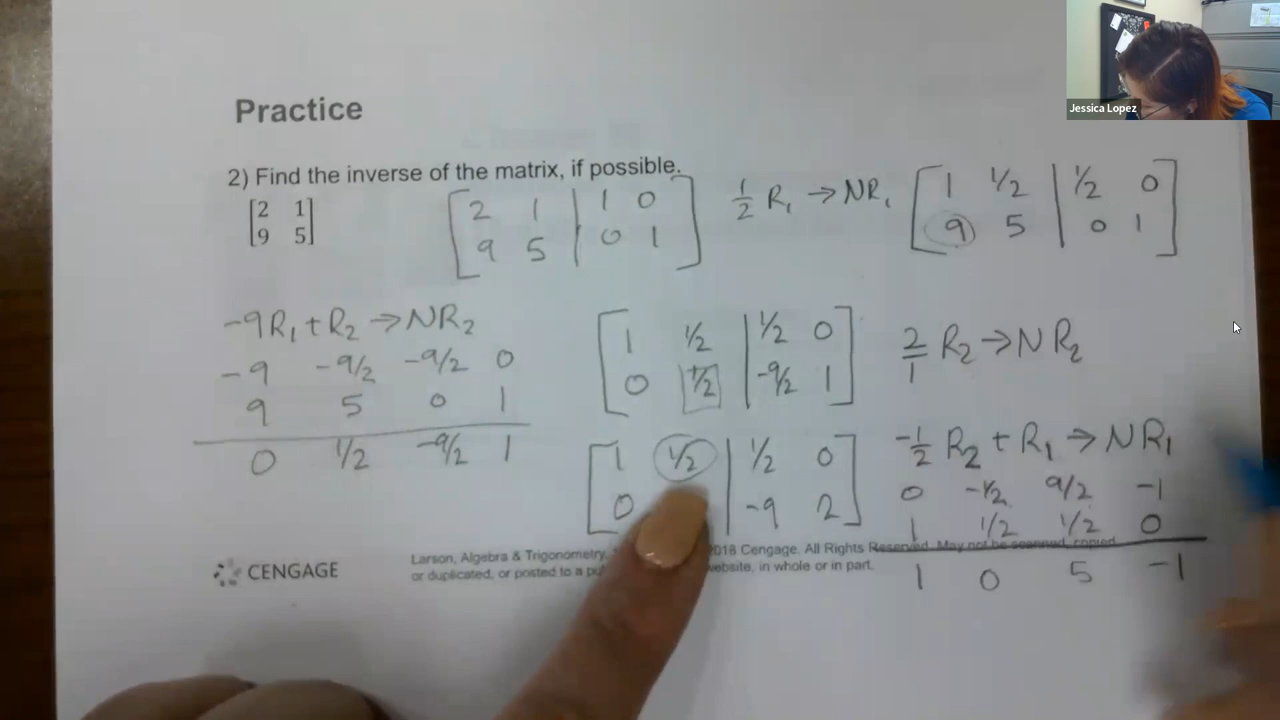 Jessica Lopez
Practice
2) Find the inverse of the matrix, if possible.
[2 1]
[9 5]
[2 1 | 1 0]
[9 5 | 0 1]
1/2 R₁ → NR₁
[1 1/2 | 1/2 0]
[9 5 | 0 1]
-9R₁ + R₂ → NR₂
-9 -9/2 -9/2 0
9 5 0 1
0 1/2 -9/2 1
[1 1/2 | 1/2 0]
[0 1/2 | -9/2 1]
2/1 R₂ → NR₂
[1 1/2 | 1/2 0]
[0 | -9 2]
-1/2 R₂ + R₁ → NR₁
0 -1/2 9/2 -1
1 1/2 1/2 0
1 0 5 -1
CENGAGE
Larson, Algebra & Trigonometry, 2018 Cengage. All Rights Reserved. May not be scanned, copied
or duplicated, or posted to a website, in whole or in part.